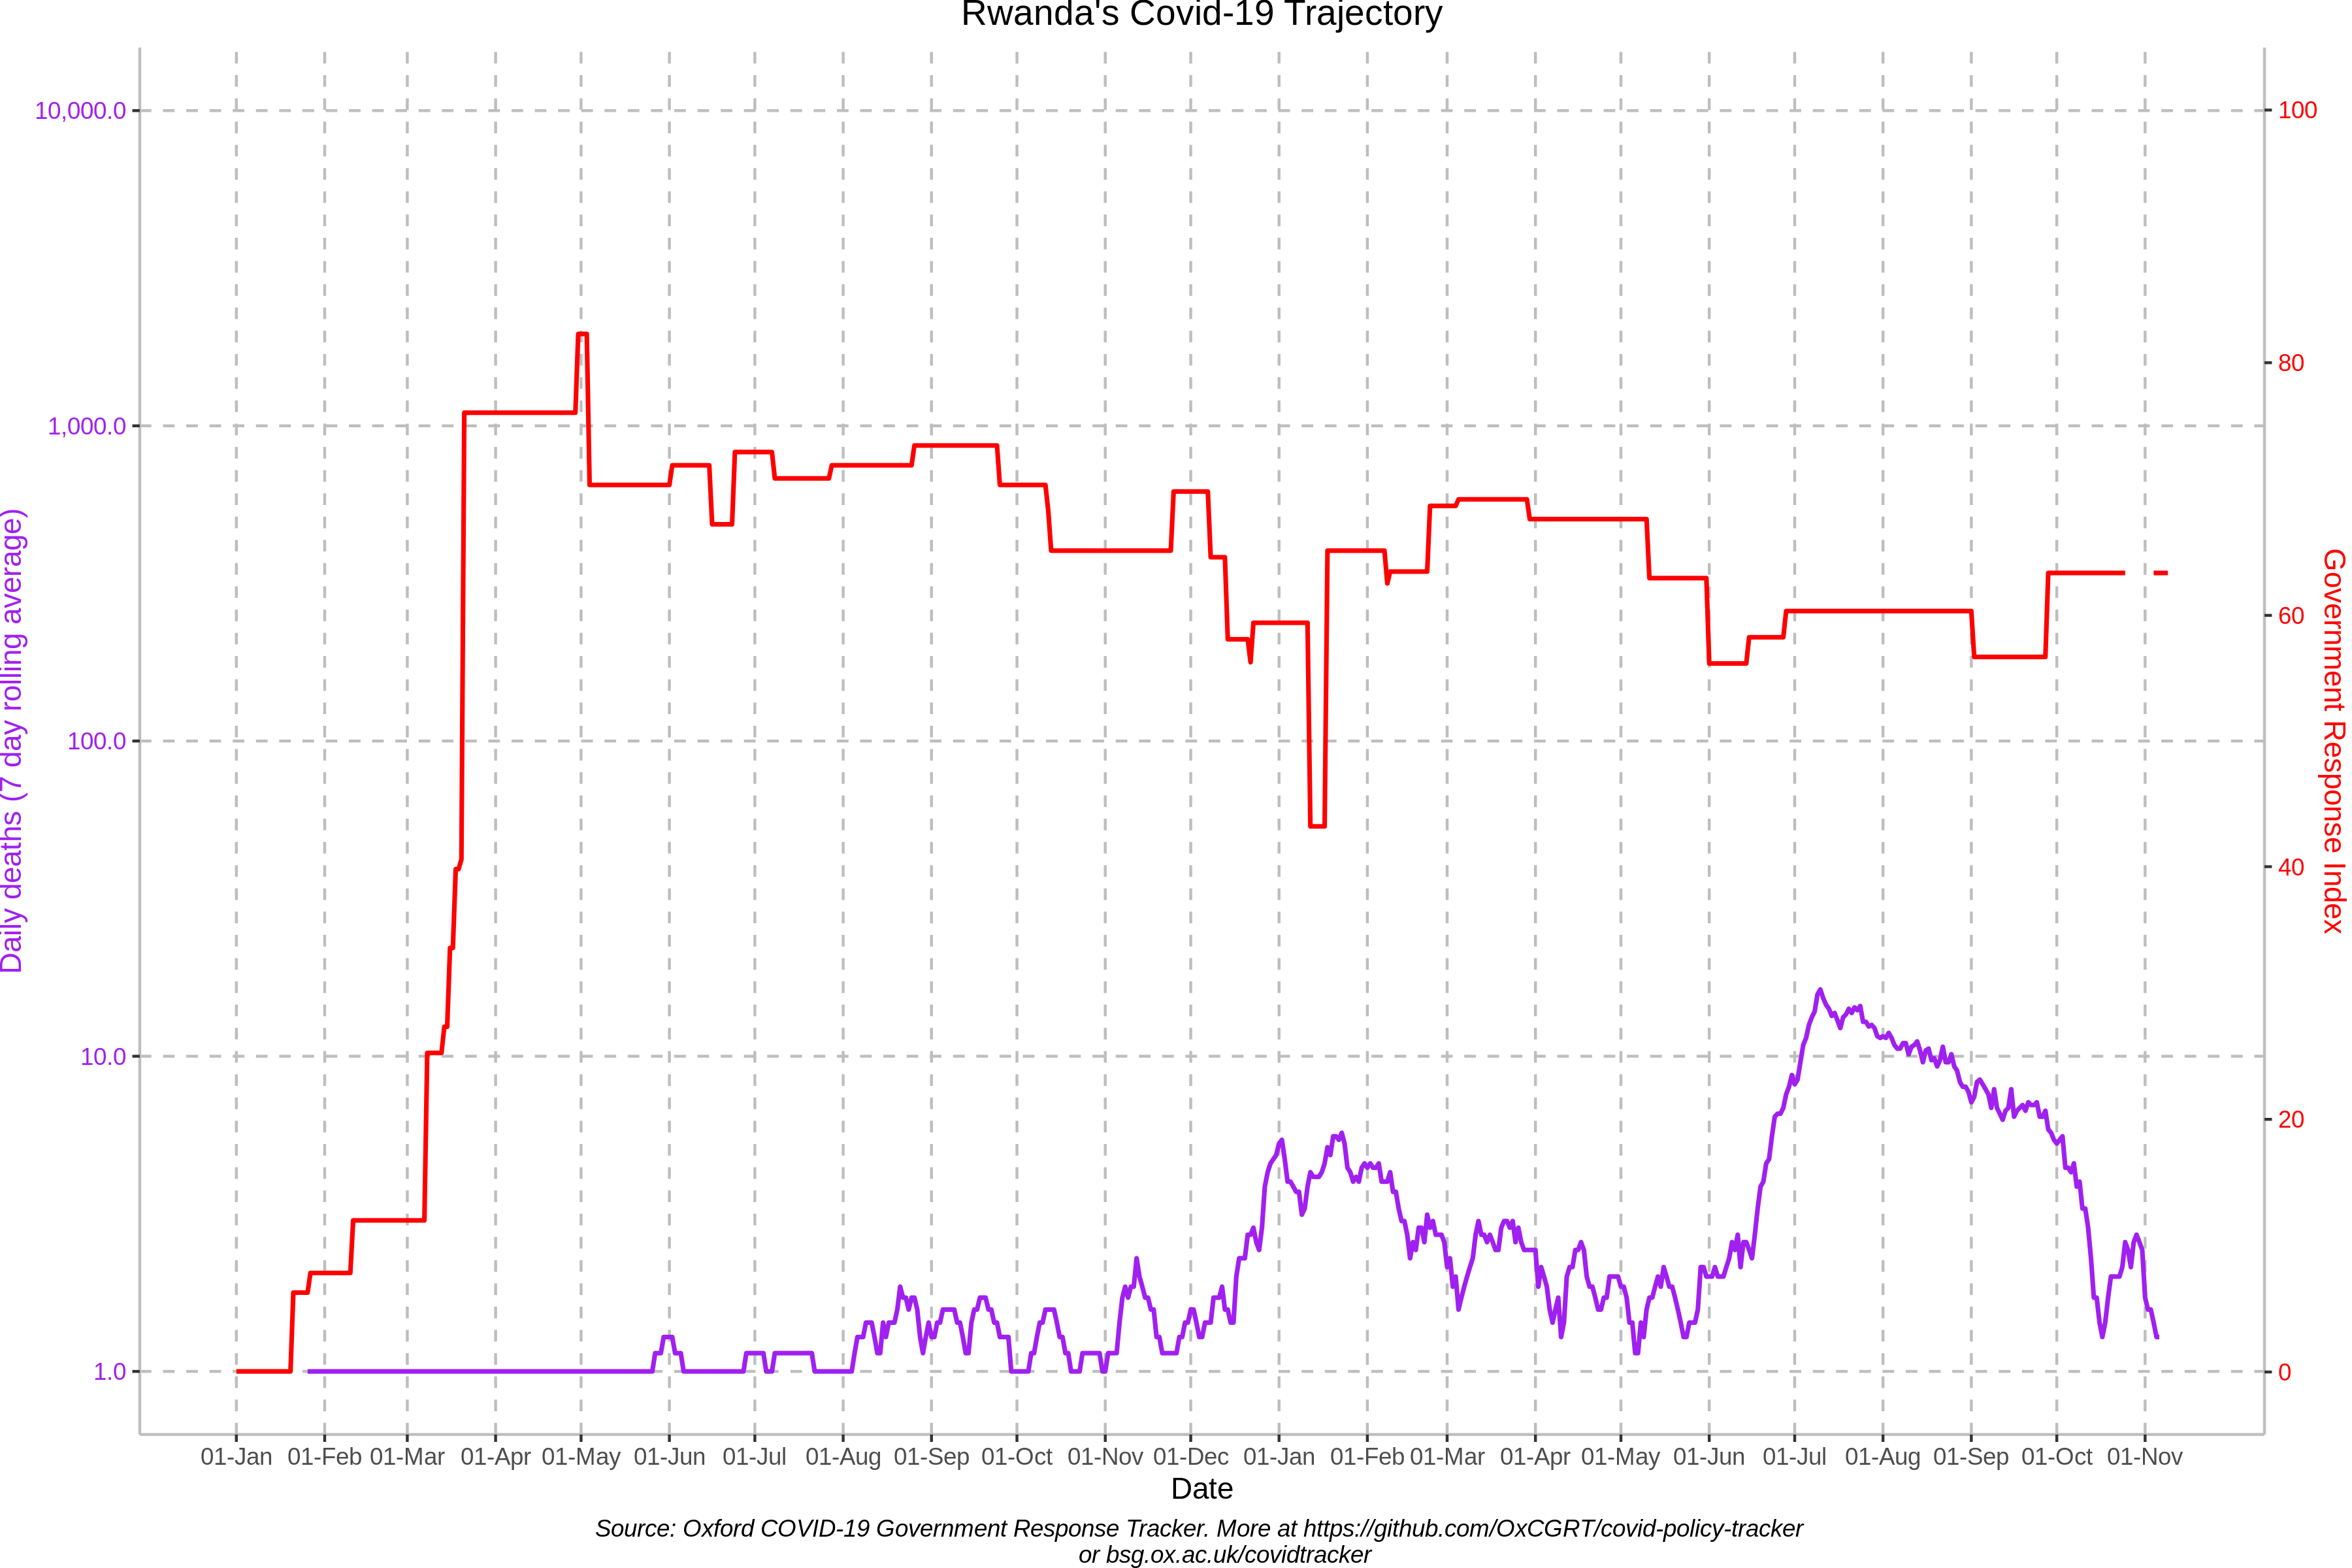 Rwanda's Covid-19 Trajectory
10,000.0
1,000.0
100.0
10.0
1.0
Daily deaths (7 day rolling average)
100
80
60
40
20
0
Government Response Index
01-Jan 01-Feb 01-Mar 01-Apr 01-May 01-Jun 01-Jul 01-Aug 01-Sep 01-Oct 01-Nov 01-Dec 01-Jan 01-Feb 01-Mar 01-Apr 01-May 01-Jun 01-Jul 01-Aug 01-Sep 01-Oct 01-Nov
Date
Source: Oxford COVID-19 Government Response Tracker. More at https://github.com/OxCGRT/covid-policy-tracker
or bsg.ox.ac.uk/covidtracker